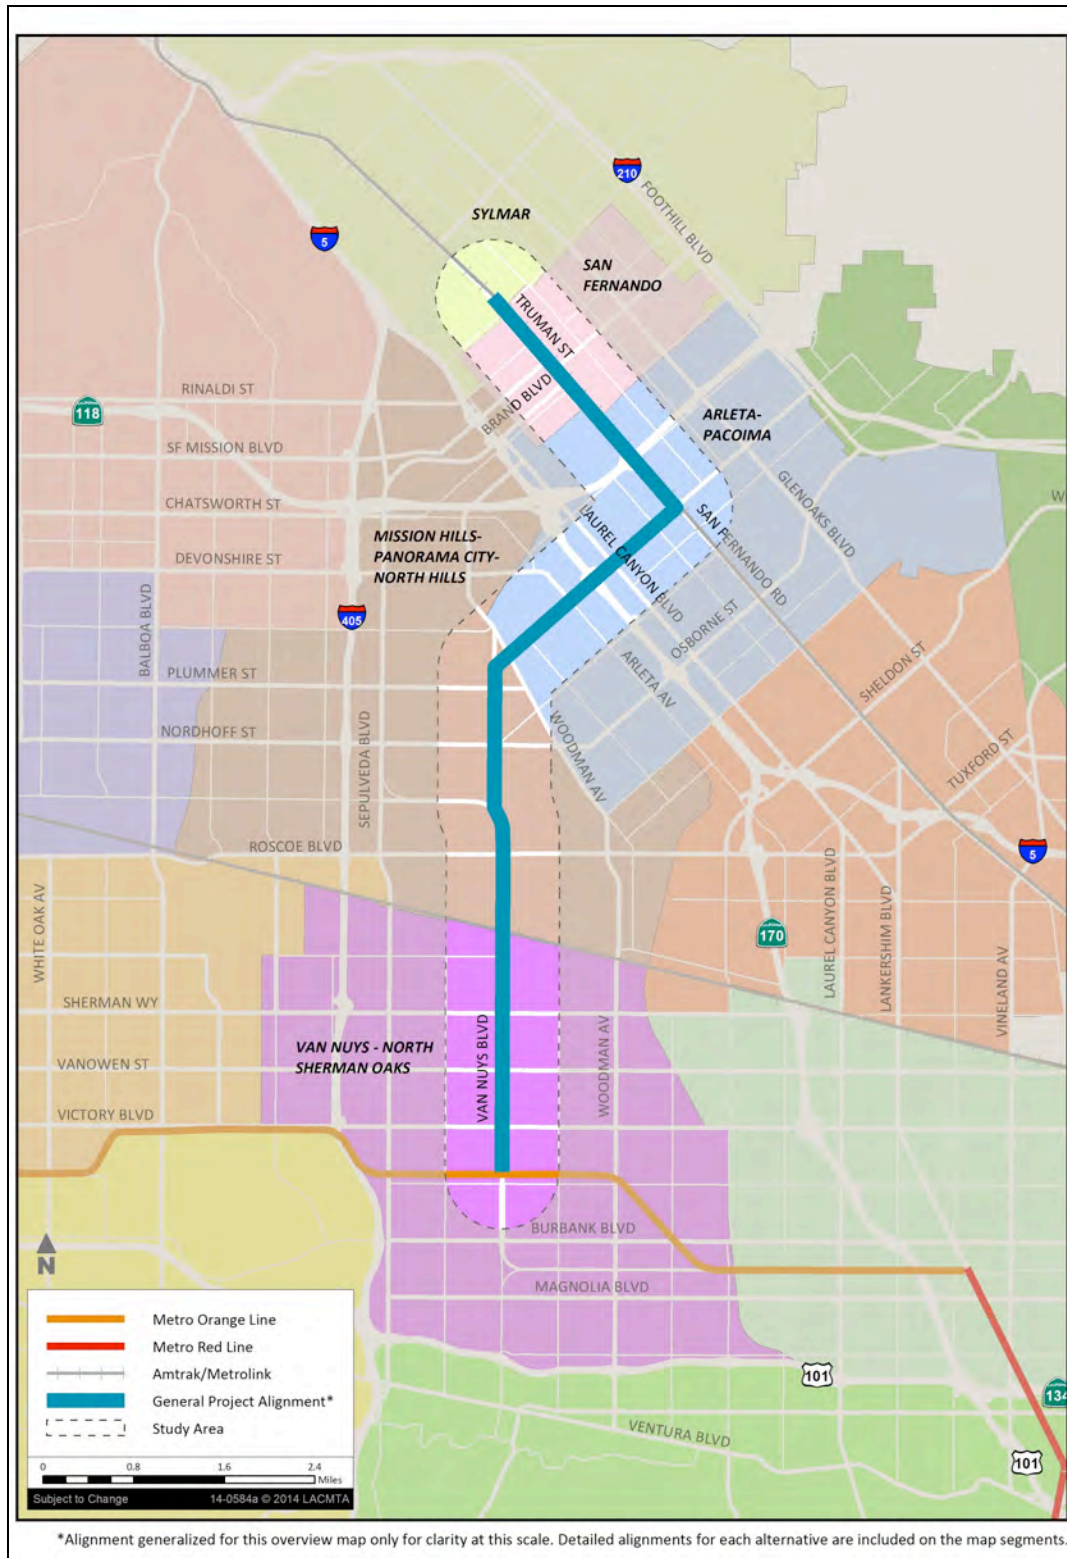 210
FOOTHILL BLVD
SYLMAR
5
SAN
FERNANDO
TRUMAN ST
RINALDI ST
118
BRAND BLVD
ARLETA-
PACOIMA
SF MISSION BLVD
GLENOAKS BLVD
CHATSWORTH ST
LAUREL CANYON BLVD
SAN FERNANDO RD
MISSION HILLS-
PANORAMA CITY-
NORTH HILLS
DEVONSHIRE ST
BALBOA BLVD
405
OSBORNE ST
SHELDON ST
PLUMMER ST
ARLETA AV
NORDHOFF ST
SEPULVEDA BLVD
WOODMAN AV
TUXFORD ST
ROSCOE BLVD
5
WHITE OAK AV
LAUREL CANYON BLVD
LANKERSHIM BLVD
170
VINELAND AV
SHERMAN WY
VAN NUYS - NORTH
SHERMAN OAKS
VAN NUYS BLVD
WOODMAN AV
VANOWEN ST
VICTORY BLVD
BURBANK BLVD
N
MAGNOLIA BLVD
Metro Orange Line
Metro Red Line
Amtrak/Metrolink
General Project Alignment*
Study Area
101
134
VENTURA BLVD
101
0 0.8 1.6 2.4
Miles
Subject to Change 14-0584a © 2014 LACMTA
*Alignment generalized for this overview map only for clarity at this scale. Detailed alignments for each alternative are included on the map segments.